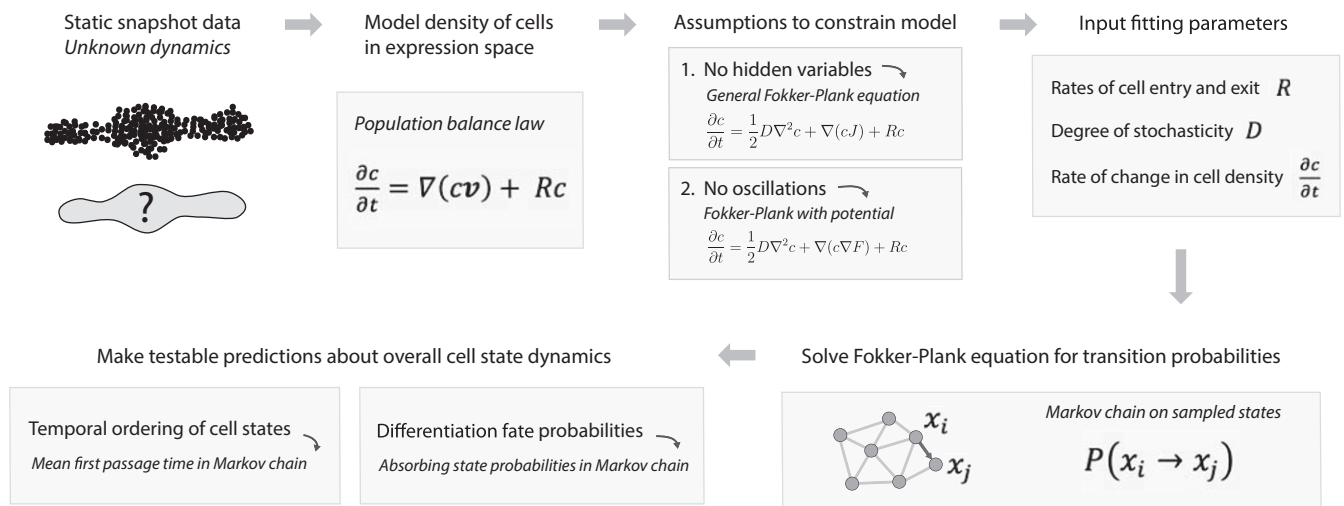 Static snapshot data
Unknown dynamics
?
Model density of cells
in expression space
Population balance law
∂c/∂t = ∇(cv) + Rc
Assumptions to constrain model
1. No hidden variables
General Fokker-Plank equation
∂c/∂t = 1/2 D∇²c + ∇(cJ) + Rc
2. No oscillations
Fokker-Plank with potential
∂c/∂t = 1/2 D∇²c + ∇(c∇F) + Rc
Input fitting parameters
Rates of cell entry and exit R
Degree of stochasticity D
Rate of change in cell density ∂c/∂t
Solve Fokker-Plank equation for transition probabilities
x_i
x_j
Markov chain on sampled states
P(x_i → x_j)
Make testable predictions about overall cell state dynamics
Temporal ordering of cell states
Mean first passage time in Markov chain
Differentiation fate probabilities
Absorbing state probabilities in Markov chain